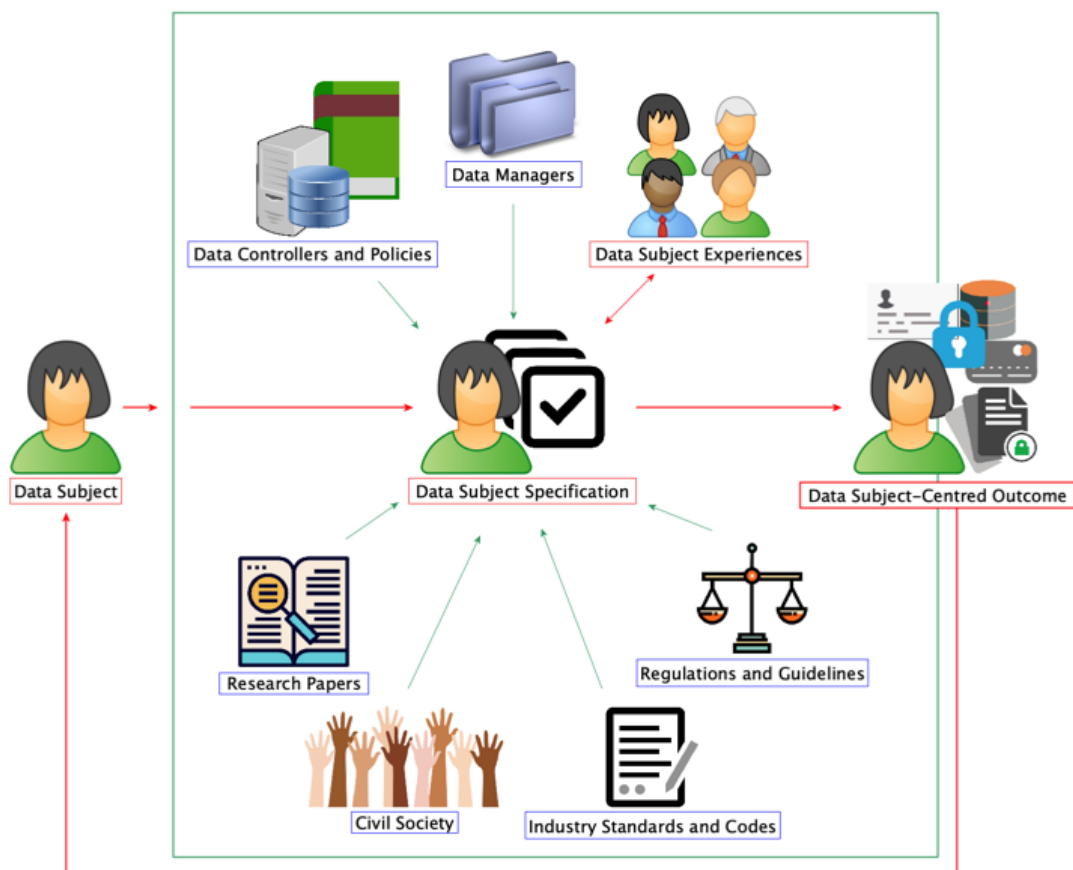 Data Managers
Data Controllers and Policies
Data Subject Experiences
Data Subject
Data Subject Specification
Data Subject-Centred Outcome
Research Papers
Regulations and Guidelines
Civil Society
Industry Standards and Codes